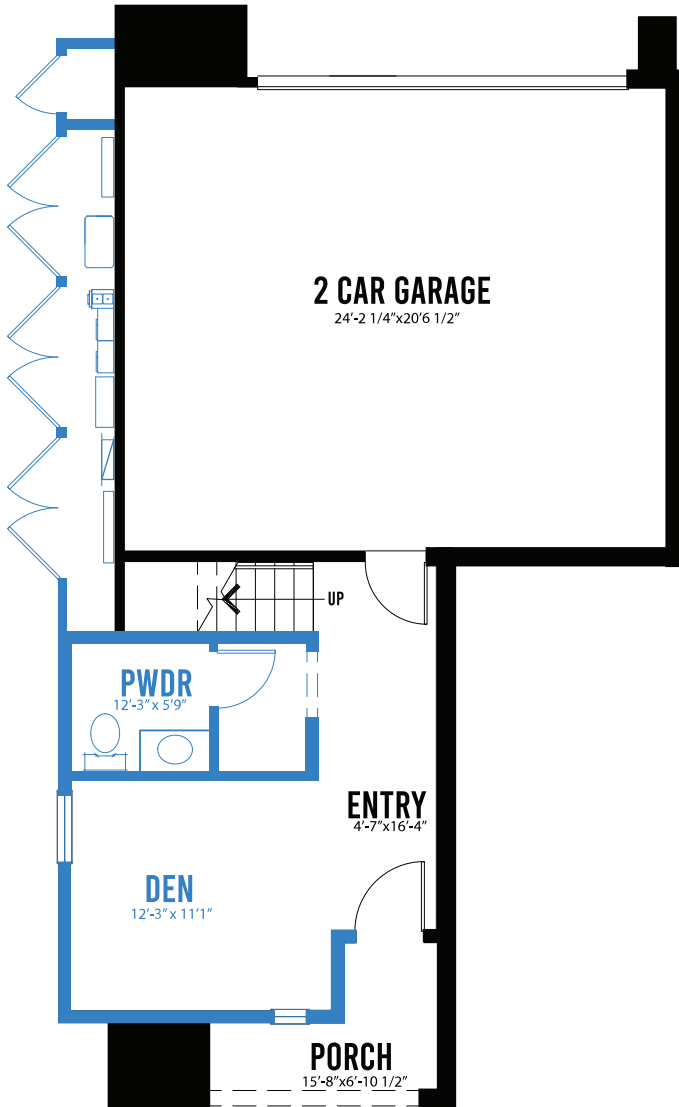 2 CAR GARAGE
24'-2 1/4"x20'6 1/2"
UP
PWDR
12'-3" x 5'9"
ENTRY
4'-7"x16'-4"
DEN
12'-3" x 11'1"
PORCH
15'-8"x6'-10 1/2"